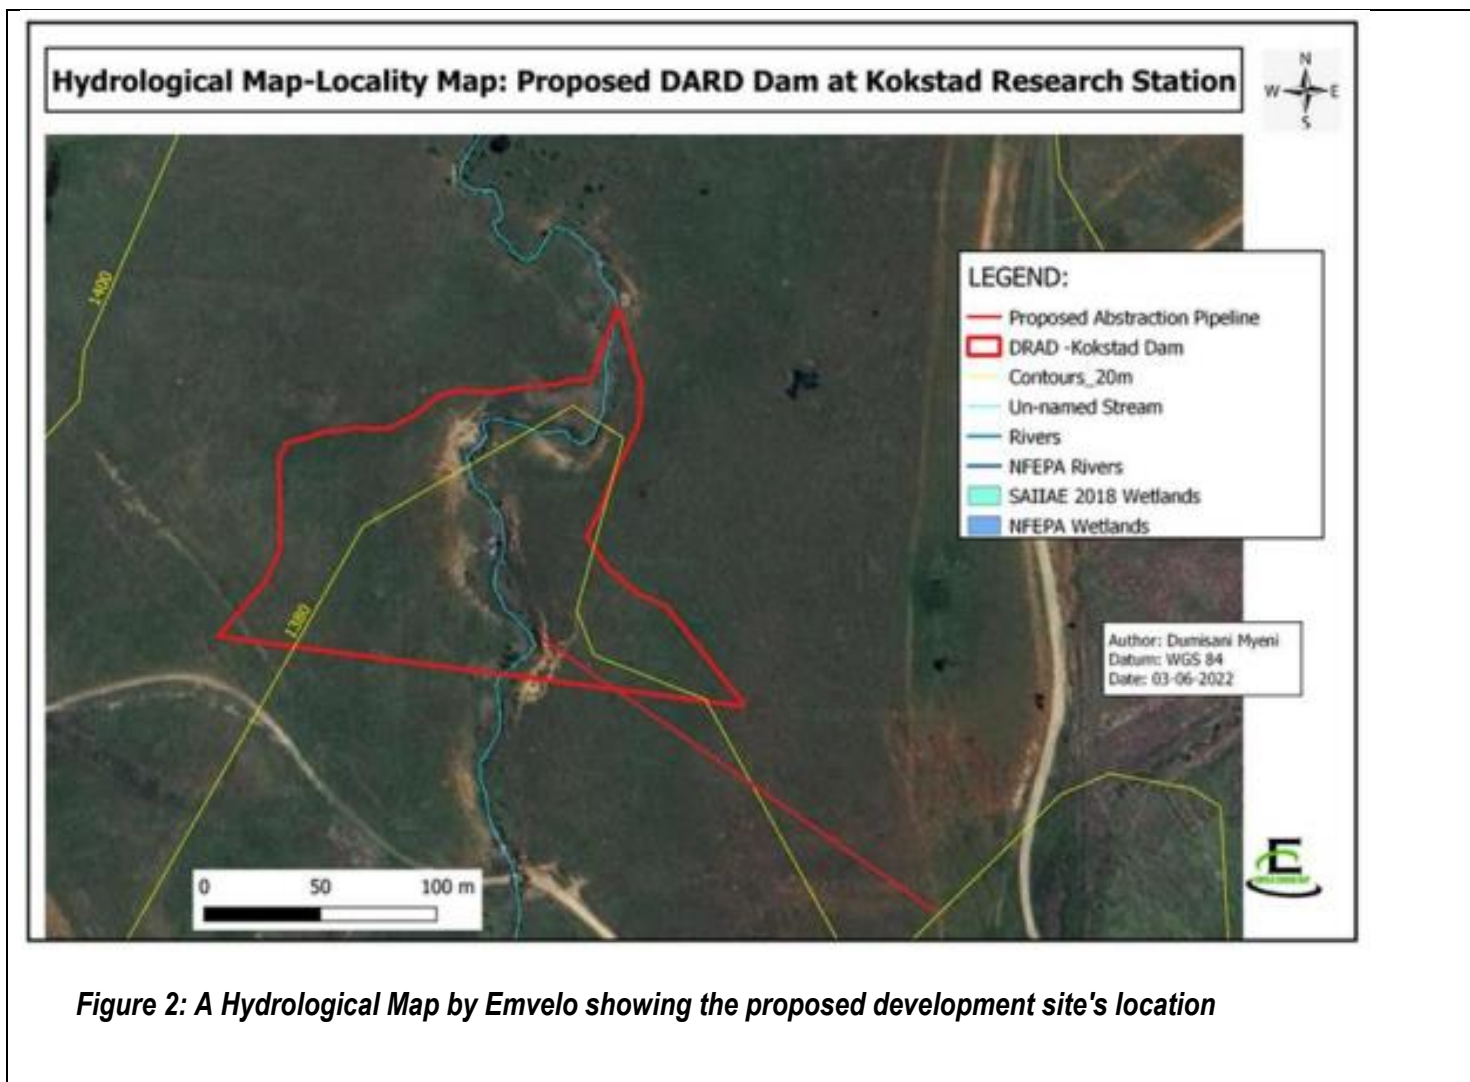 Hydrological Map-Locality Map: Proposed DARD Dam at Kokstad Research Station
N
W
E
S
1400
1380
LEGEND:
Proposed Abstraction Pipeline
DRAD -Kokstad Dam
Contours_20m
Un-named Stream
Rivers
NFEPA Rivers
SAIIAE 2018 Wetlands
NFEPA Wetlands
Author: Dumisani Myeni
Datum: WGS 84
Date: 03-06-2022
0 50 100 m
E
Figure 2: A Hydrological Map by Emvelo showing the proposed development site's location